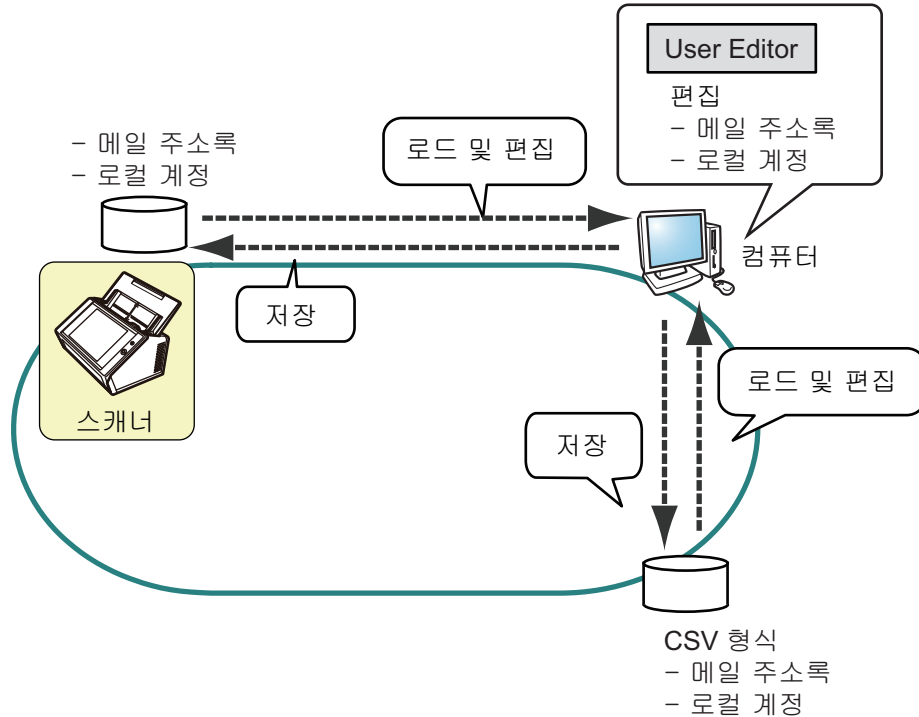 User Editor
편집
– 메일 주소록
– 로컬 계정
– 메일 주소록
– 로컬 계정
로드 및 편집
컴퓨터
저장
스캐너
로드 및 편집
저장
CSV 형식
– 메일 주소록
– 로컬 계정